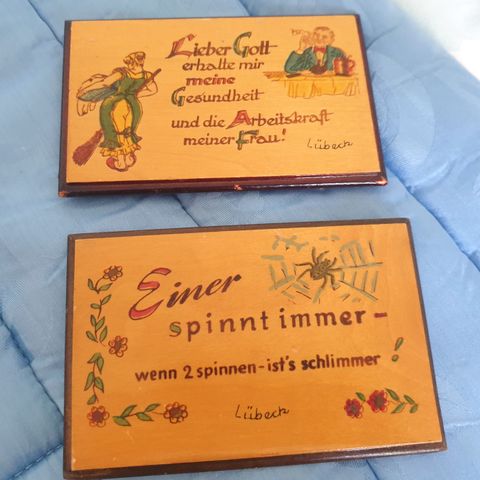 Lieber Gott
erhalte mir
meine
Gesundheit
und die Arbeitskraft
meiner Frau!
Lübeck
Einer
spinnt immer -
wenn 2 spinnen - ist's schlimmer!
Lübeck